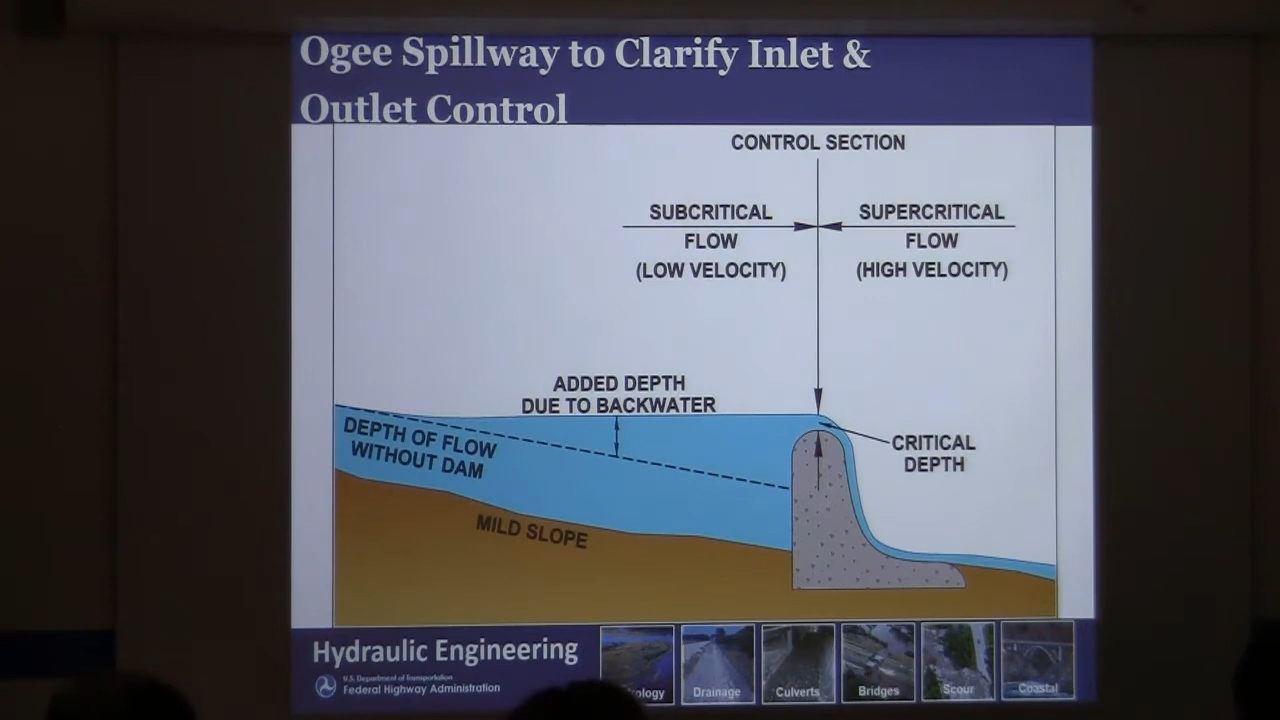 Ogee Spillway to Clarify Inlet &
Outlet Control
CONTROL SECTION
SUBCRITICAL
FLOW
(LOW VELOCITY)
SUPERCRITICAL
FLOW
(HIGH VELOCITY)
ADDED DEPTH
DUE TO BACKWATER
DEPTH OF FLOW
WITHOUT DAM
CRITICAL
DEPTH
MILD SLOPE
Hydraulic Engineering
U.S. Department of Transportation
Federal Highway Administration
Drainage
Culverts
Bridges
Scour
Coastal